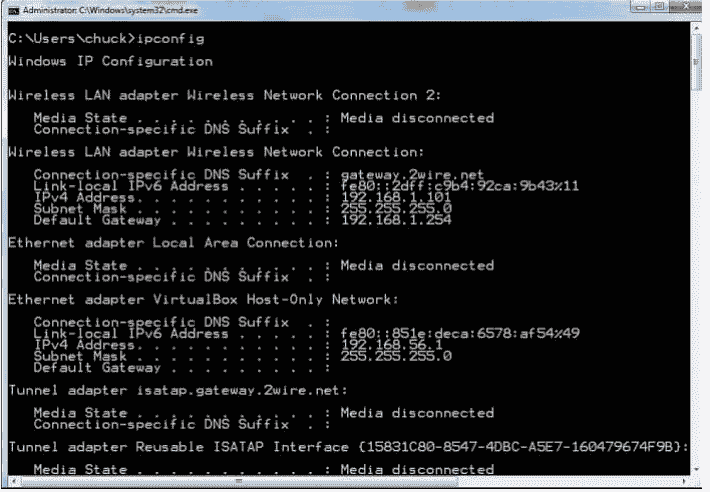 Administrator: C:\Windows\system32\cmd.exe
C:\Users\chuck>ipconfig
Windows IP Configuration
Wireless LAN adapter Wireless Network Connection 2:
Media State . . . . . . . . . . . : Media disconnected
Connection-specific DNS Suffix  . :
Wireless LAN adapter Wireless Network Connection:
Connection-specific DNS Suffix  . : gateway.2wire.net
Link-local IPv6 Address . . . . . : fe80::2dff:c9b4:92ca:9b43%11
IPv4 Address. . . . . . . . . . . : 192.168.1.101
Subnet Mask . . . . . . . . . . . : 255.255.255.0
Default Gateway . . . . . . . . . : 192.168.1.254
Ethernet adapter Local Area Connection:
Media State . . . . . . . . . . . : Media disconnected
Connection-specific DNS Suffix  . :
Ethernet adapter VirtualBox Host-Only Network:
Connection-specific DNS Suffix  . :
Link-local IPv6 Address . . . . . : fe80::851e:deca:6578:af54%49
IPv4 Address. . . . . . . . . . . : 192.168.56.1
Subnet Mask . . . . . . . . . . . : 255.255.255.0
Default Gateway . . . . . . . . . :
Tunnel adapter isatap.gateway.2wire.net:
Media State . . . . . . . . . . . : Media disconnected
Connection-specific DNS Suffix  . :
Tunnel adapter Reusable ISATAP Interface {15831C80-8547-4DBC-A5E7-160479674F9B}:
Media State . . . . . . . . . . . : Media disconnected